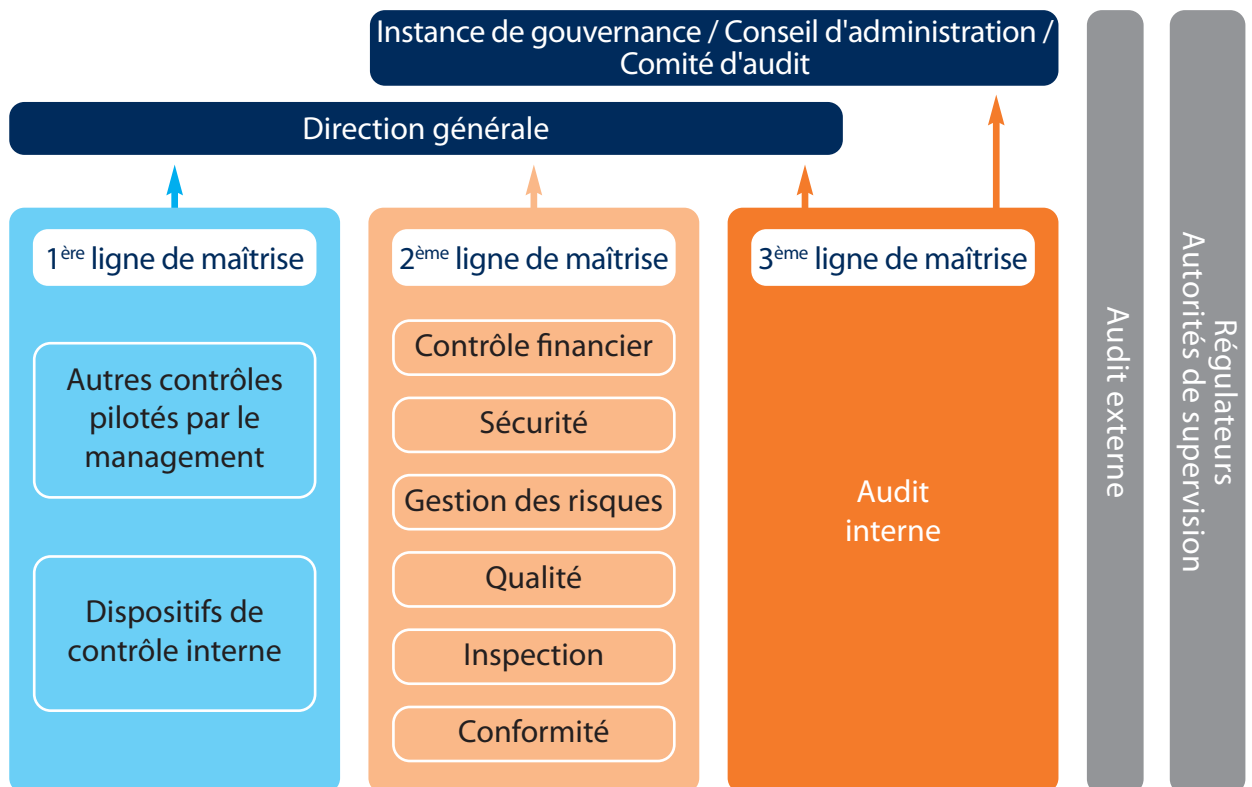 Instance de gouvernance / Conseil d'administration /
Comité d'audit
Direction générale
1ère ligne de maîtrise
Autres contrôles
pilotés par le
management
Dispositifs de
contrôle interne
2ème ligne de maîtrise
Contrôle financier
Sécurité
Gestion des risques
Qualité
Inspection
Conformité
3ème ligne de maîtrise
Audit
interne
Audit externe
Régulateurs
Autorités de supervision